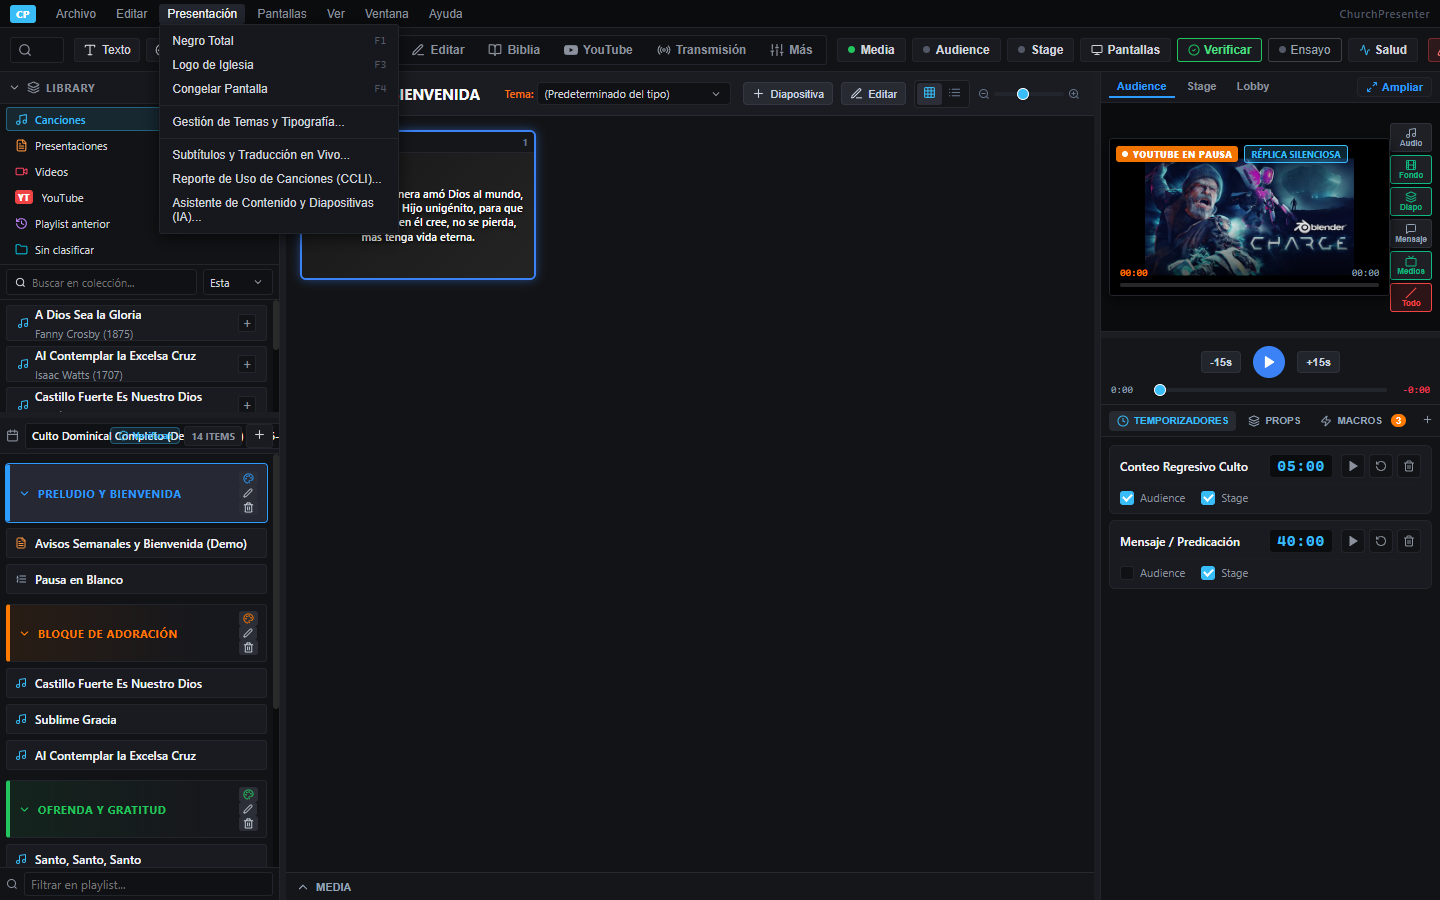 CP Archivo Editar Presentación Pantallas Ver Ventana Ayuda ChurchPresenter
Texto Editar Biblia YouTube Transmisión Más Media Audience Stage Pantallas Verificar Ensayo Salud
Negro Total F1
Logo de Iglesia F3
Congelar Pantalla F4
Gestión de Temas y Tipografía...
Subtítulos y Traducción en Vivo...
Reporte de Uso de Canciones (CCLI)...
Asistente de Contenido y Diapositivas
(IA)...
LIBRARY
Canciones
Presentaciones
Videos
YT YouTube
Playlist anterior
Sin clasificar
Buscar en colección... Esta
A Dios Sea la Gloria
Fanny Crosby (1875)
Al Contemplar la Excelsa Cruz
Isaac Watts (1707)
Castillo Fuerte Es Nuestro Dios
Culto Dominical Completo (De 14 ITEMS
PRELUDIO Y BIENVENIDA
Avisos Semanales y Bienvenida (Demo)
Pausa en Blanco
BLOQUE DE ADORACIÓN
Castillo Fuerte Es Nuestro Dios
Sublime Gracia
Al Contemplar la Excelsa Cruz
OFRENDA Y GRATITUD
Santo, Santo, Santo
Filtrar en playlist...
IENVENIDA Tema: (Predeterminado del tipo) Diapositiva Editar
1
nera amó Dios al mundo,
Hijo unigénito, para que
en él cree, no se pierda,
mas tenga vida eterna.
MEDIA
Audience Stage Lobby Ampliar
YOUTUBE EN PAUSA RÉPLICA SILENCIOSA
blender
CHARGE
00:00 00:00
Audio
Fondo
Diapo
Mensaje
Medios
Todo
-15s +15s
0:00 -0:00
TEMPORIZADORES PROPS MACROS 3
Conteo Regresivo Culto 05:00
Audience Stage
Mensaje / Predicación 40:00
Audience Stage